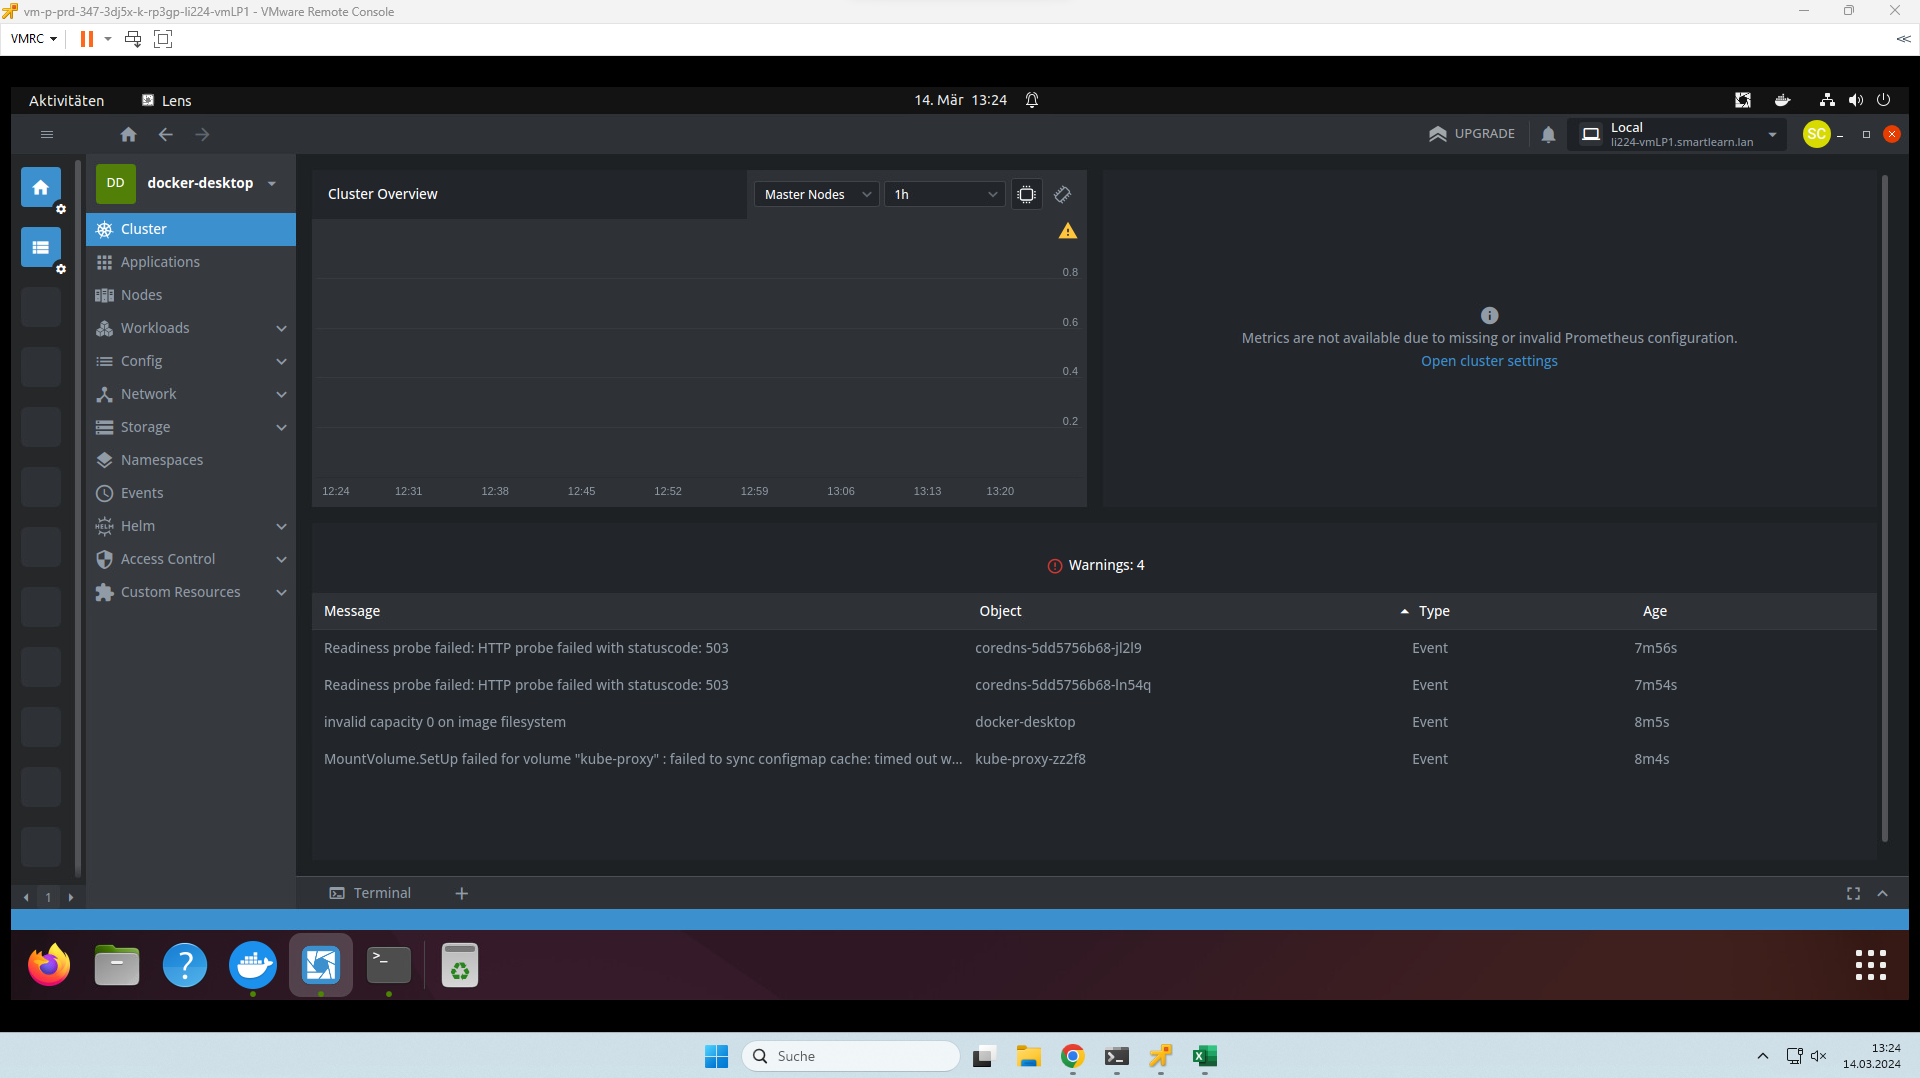 vm-p-prd-347-3dj5x-k-rp3gp-li224-vmLP1 - VMware Remote Console
VMRC
Aktivitäten
Lens
14. Mär 13:24
UPGRADE
Local
li224-vmLP1.smartlearn.lan
SC
DD
docker-desktop
Cluster
Applications
Nodes
Workloads
Config
Network
Storage
Namespaces
Events
HELM
Helm
Access Control
Custom Resources
1
Cluster Overview
Master Nodes
1h
0.8
0.6
0.4
0.2
12:24 12:31 12:38 12:45 12:52 12:59 13:06 13:13 13:20
Metrics are not available due to missing or invalid Prometheus configuration.
Open cluster settings
Warnings: 4
Message Object Type Age
Readiness probe failed: HTTP probe failed with statuscode: 503 coredns-5dd5756b68-jl2l9 Event 7m56s
Readiness probe failed: HTTP probe failed with statuscode: 503 coredns-5dd5756b68-ln54q Event 7m54s
invalid capacity 0 on image filesystem docker-desktop Event 8m5s
MountVolume.SetUp failed for volume "kube-proxy" : failed to sync configmap cache: timed out w... kube-proxy-zz2f8 Event 8m4s
Terminal
Suche
13:24
14.03.2024